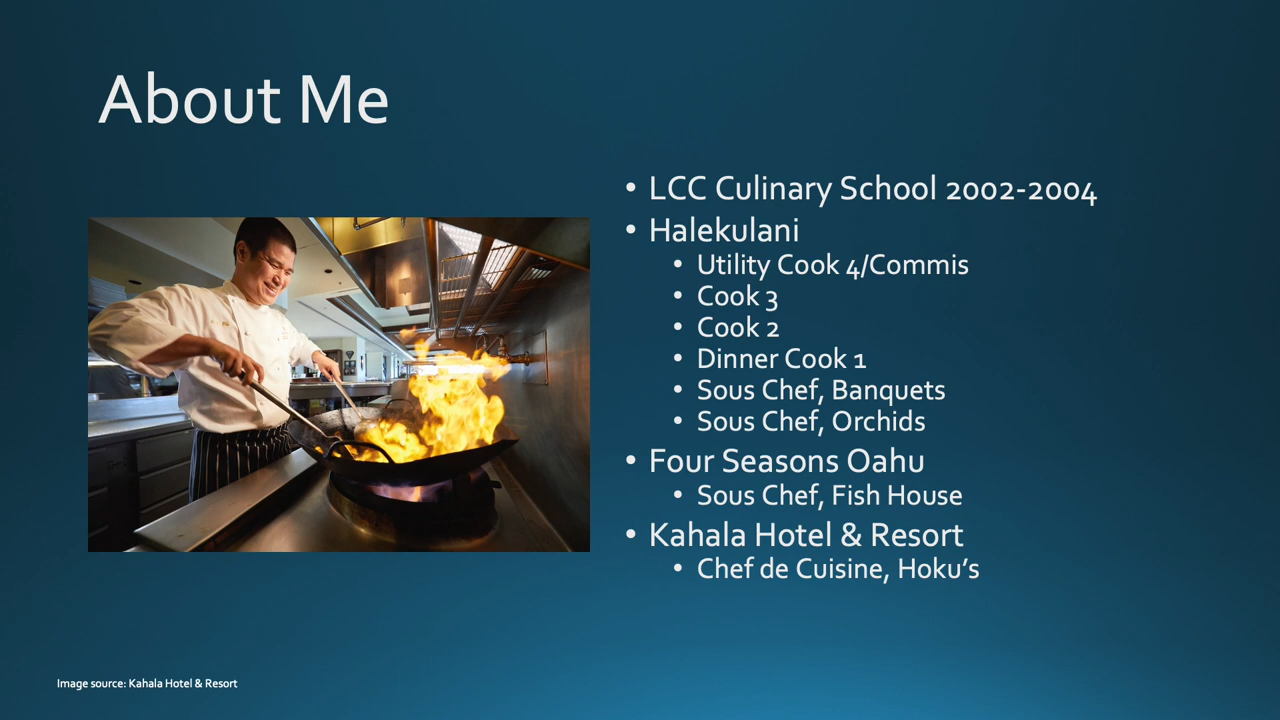 About Me
• LCC Culinary School 2002-2004
• Halekulani
• Utility Cook 4/Commis
• Cook 3
• Cook 2
• Dinner Cook 1
• Sous Chef, Banquets
• Sous Chef, Orchids
• Four Seasons Oahu
• Sous Chef, Fish House
• Kahala Hotel & Resort
• Chef de Cuisine, Hoku’s
Image source: Kahala Hotel & Resort